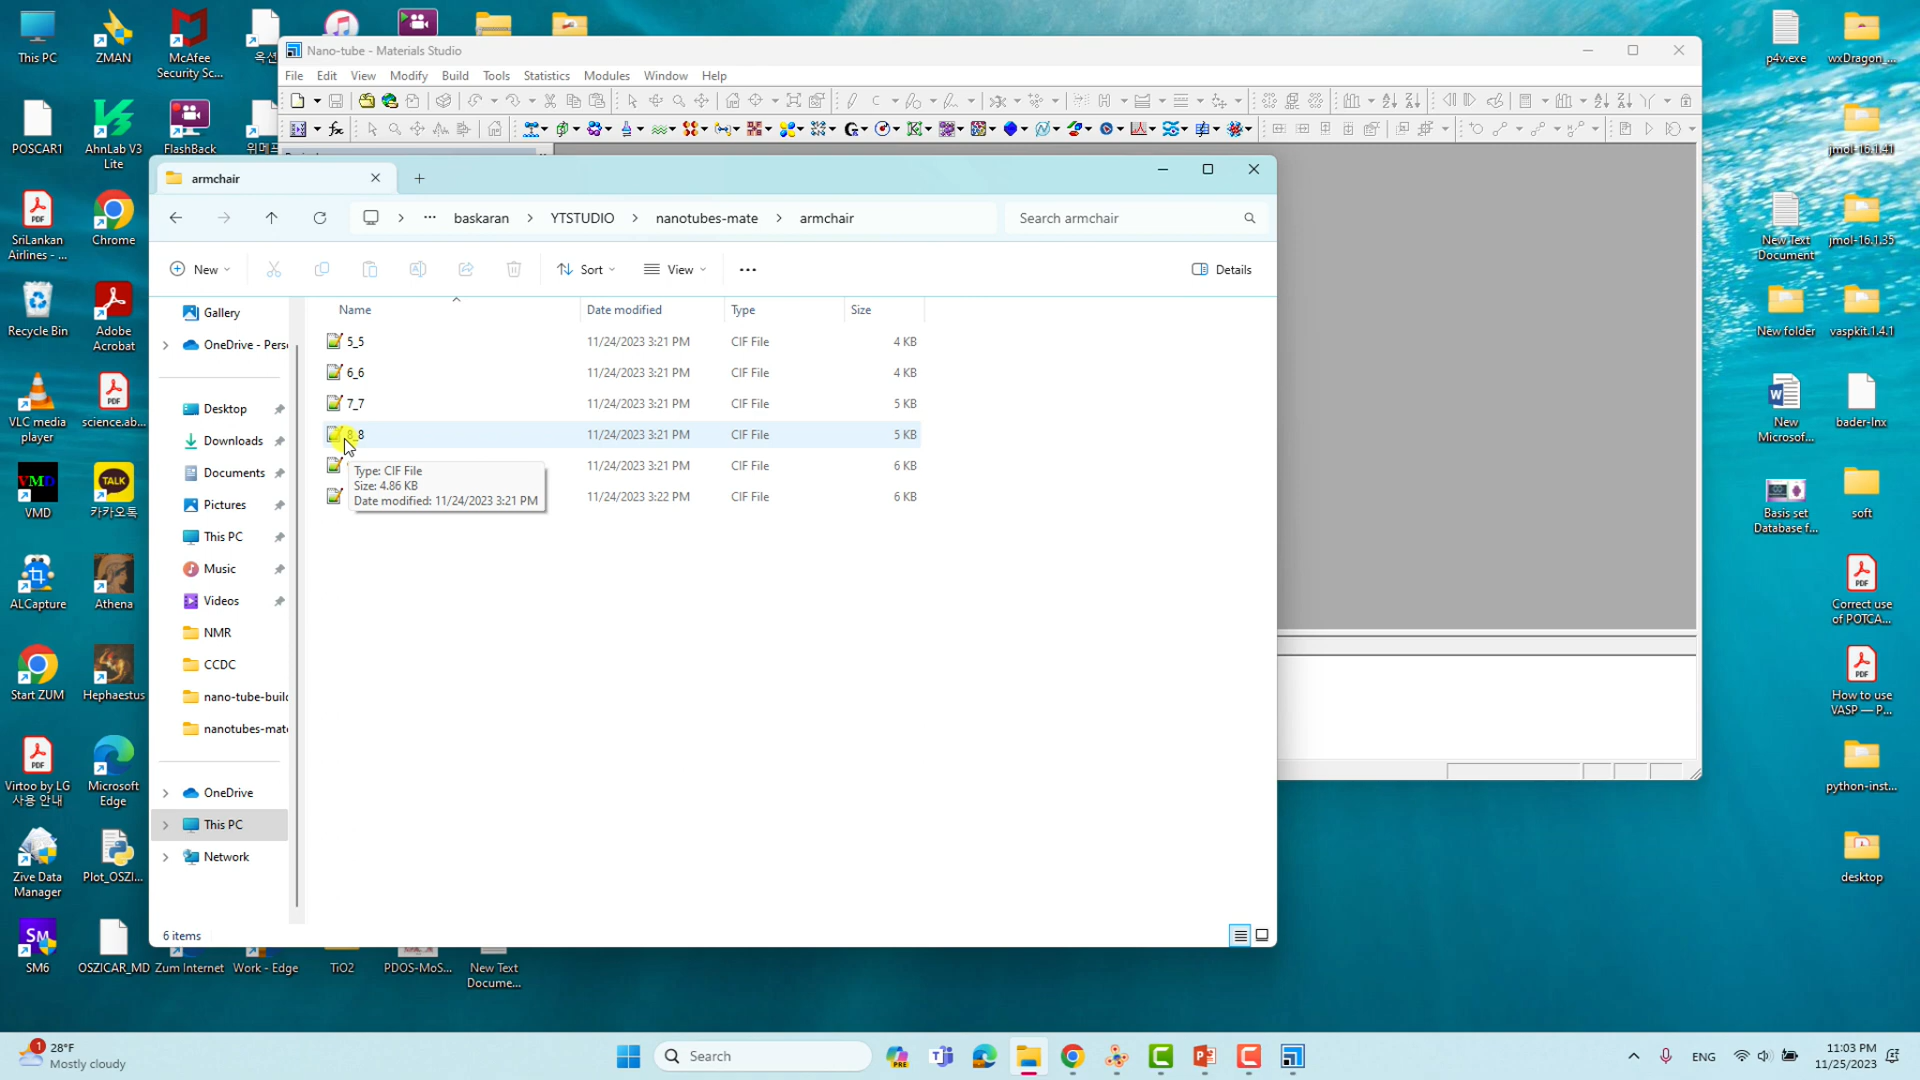 This PC
ZMAN
McAfee
Security Sc...
POSCAR1
AhnLab V3
Lite
FlashBack
SriLankan
Airlines - ...
Chrome
Recycle Bin
Adobe
Acrobat
VLC media
player
science.ab...
VMD
VMD
TALK
카카오톡
ALCapture
Athena
Start ZUM
Hephaestus
Virtoo by LG
사용 안내
Microsoft
Edge
Zive Data
Manager
Plot_OSZI...
SM
SM6
OSZICAR_MD
Zum Internet
Work - Edge
TiO2
PDOS-MoS...
New Text
Docume...
Nano-tube - Materials Studio
File Edit View Modify Build Tools Statistics Modules Window Help
armchair
baskaran > YTSTUDIO > nanotubes-mate > armchair
Search armchair
New
Sort
View
Details
Gallery
OneDrive - Pers
Desktop
Downloads
Documents
Pictures
This PC
Music
Videos
NMR
CCDC
nano-tube-build
nanotubes-mat
OneDrive
This PC
Network
Name Date modified Type Size
5_5 11/24/2023 3:21 PM CIF File 4 KB
6_6 11/24/2023 3:21 PM CIF File 4 KB
7_7 11/24/2023 3:21 PM CIF File 5 KB
8_8 11/24/2023 3:21 PM CIF File 5 KB
11/24/2023 3:21 PM CIF File 6 KB
11/24/2023 3:22 PM CIF File 6 KB
Type: CIF File
Size: 4.86 KB
Date modified: 11/24/2023 3:21 PM
6 items
p4v.exe
wxDragon_...
jmol-16.1.41
New Text
Document
jmol-16.1.35
New folder
vaspkit.1.4.1
New
Microsof...
bader-lnx
Basis set
Database f...
soft
Correct use
of POTCA...
How to use
VASP — P...
python-inst...
desktop
1
28°F
Mostly cloudy
Search
PRE
ENG
11:03 PM
11/25/2023